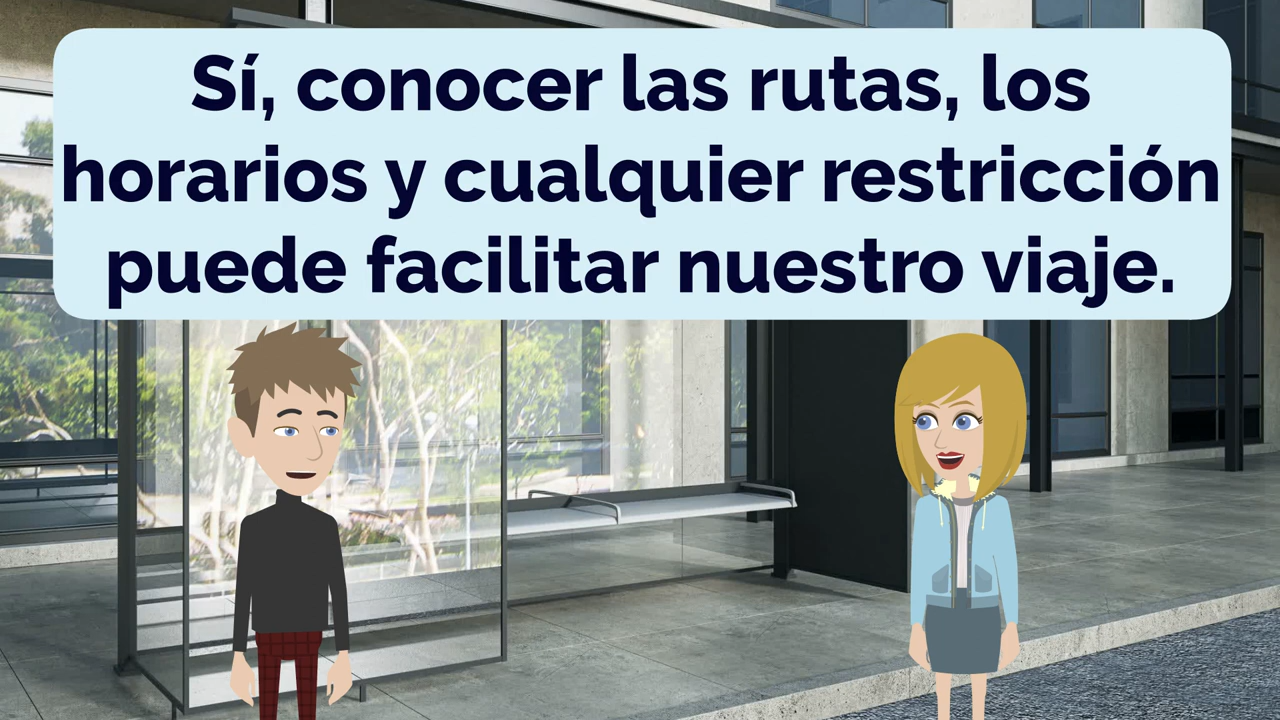 Sí, conocer las rutas, los
horarios y cualquier restricción
puede facilitar nuestro viaje.